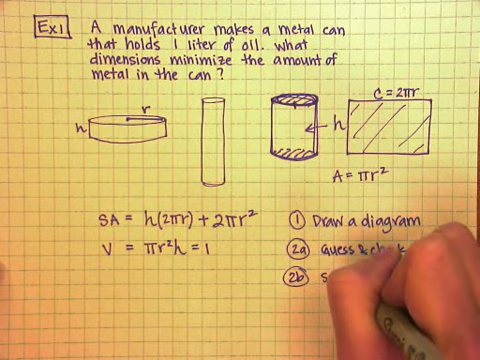 Ex1 A manufacturer makes a metal can
that holds 1 liter of oil. What
dimensions minimize the amount of
metal in the can?
C = 2πr
r
h
h
A = πr²
SA = h(2πr) + 2πr²
V = πr²h = 1
① Draw a diagram
②a Guess & check
②b S